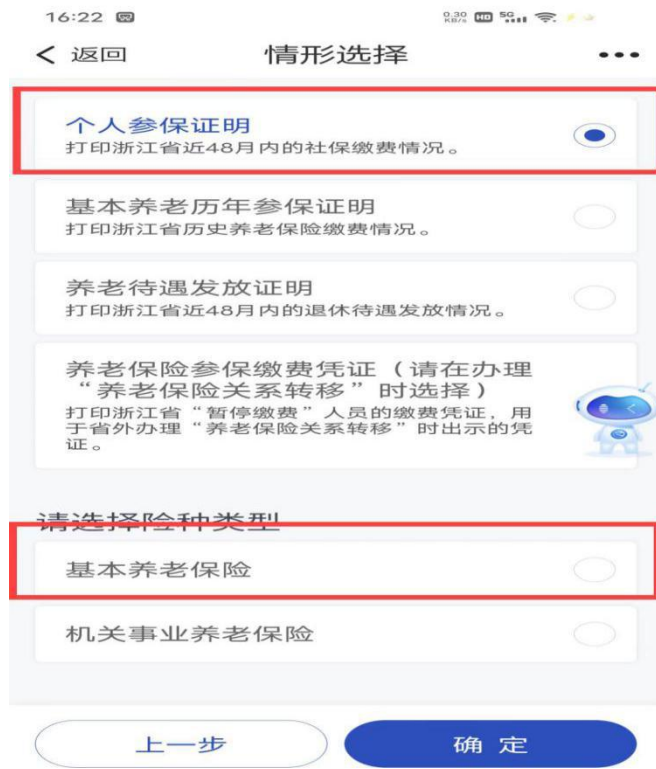 16:22
0.30 KB/s HD 5G
返回 情形选择
个人参保证明
打印浙江省近48月内的社保缴费情况。
基本养老历年参保证明
打印浙江省历史养老保险缴费情况。
养老待遇发放证明
打印浙江省近48月内的退休待遇发放情况。
养老保险参保缴费凭证（请在办理
“养老保险关系转移”时选择）
打印浙江省“暂停缴费”人员的缴费凭证，用
于省外办理“养老保险关系转移”时出示的凭
证。
请选择险种类型
基本养老保险
机关事业养老保险
上一步 确定